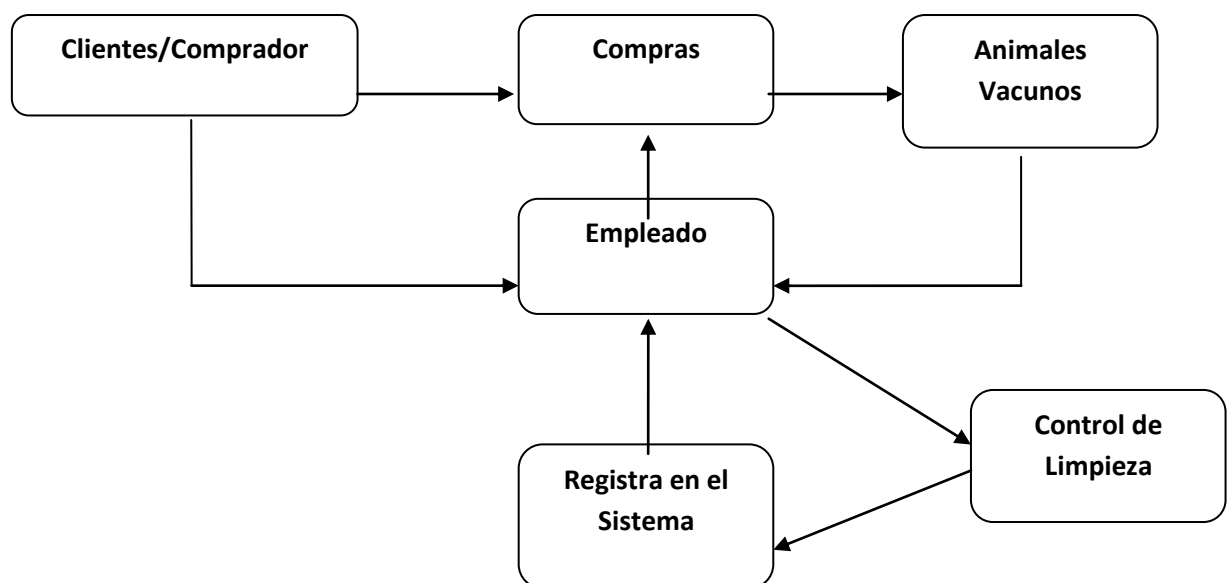 Clientes/Comprador
Compras
Animales
Vacunos
Empleado
Control de
Limpieza
Registra en el
Sistema